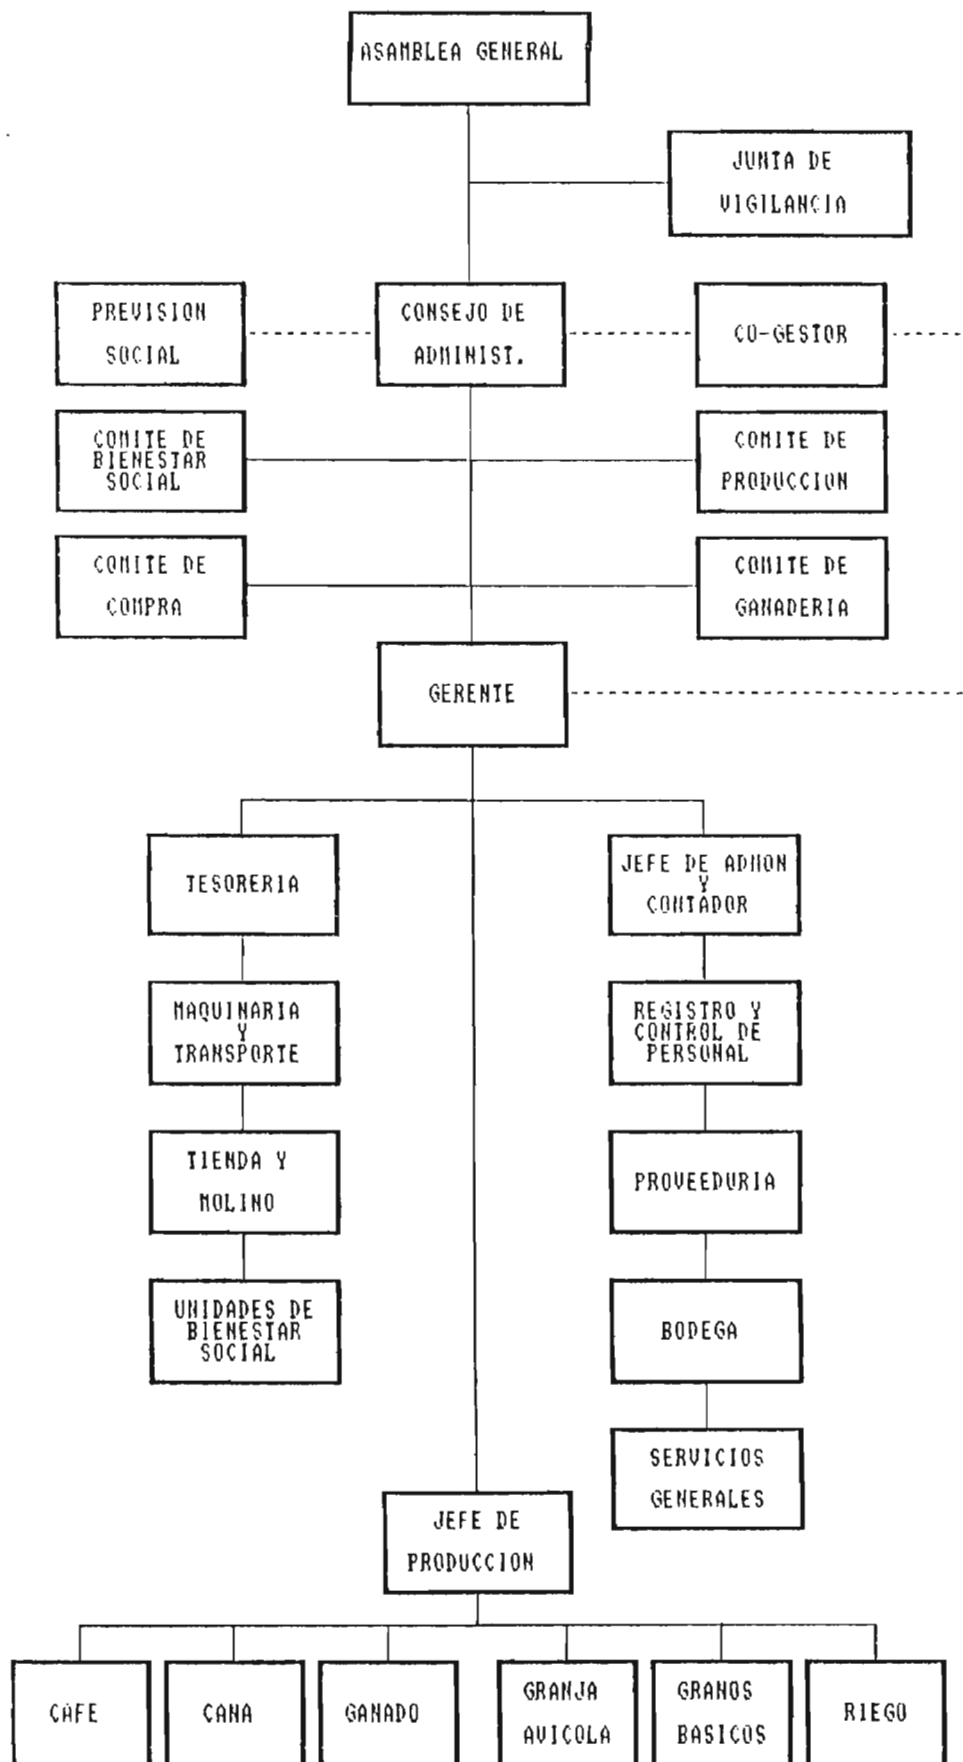 ASAMBLEA GENERAL
JUNTA DE
VIGILANCIA
PREVISION
SOCIAL
CONSEJO DE
ADMINIST.
CO-GESTOR
COMITE DE
BIENESTAR
SOCIAL
COMITE DE
PRODUCCION
COMITE DE
COMPRA
COMITE DE
GANADERIA
GERENTE
TESORERIA
JEFE DE ADMON
Y
CONTADOR
MAQUINARIA
Y
TRANSPORTE
REGISTRO Y
CONTROL DE
PERSONAL
TIENDA Y
MOLINO
PROVEEDURIA
UNIDADES DE
BIENESTAR
SOCIAL
BODEGA
SERVICIOS
GENERALES
JEFE DE
PRODUCCION
CAFE
CANA
GANADO
GRANJA
AVICOLA
GRANOS
BASICOS
RIEGO